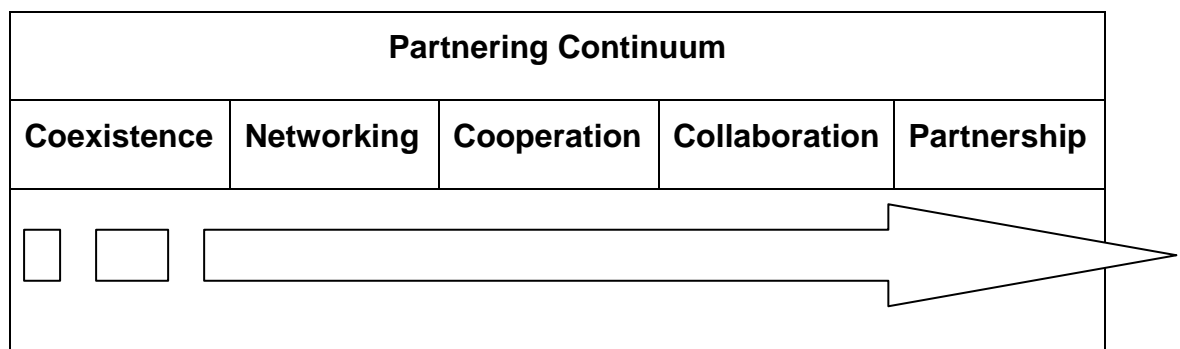 Partnering Continuum
Coexistence Networking Cooperation Collaboration Partnership